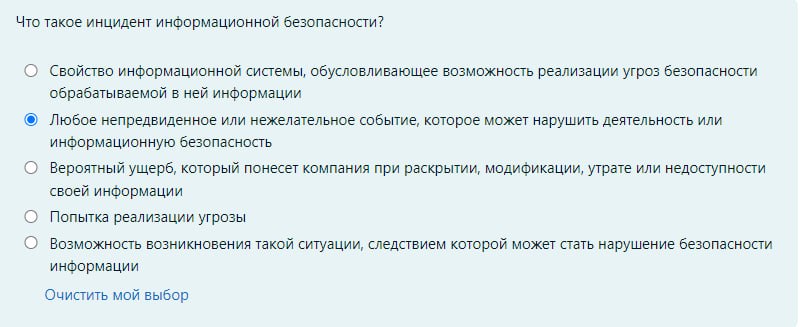 Что такое инцидент информационной безопасности?
Свойство информационной системы, обусловливающее возможность реализации угроз безопасности
обрабатываемой в ней информации
Любое непредвиденное или нежелательное событие, которое может нарушить деятельность или
информационную безопасность
Вероятный ущерб, который понесет компания при раскрытии, модификации, утрате или недоступности
своей информации
Попытка реализации угрозы
Возможность возникновения такой ситуации, следствием которой может стать нарушение безопасности
информации
Очистить мой выбор